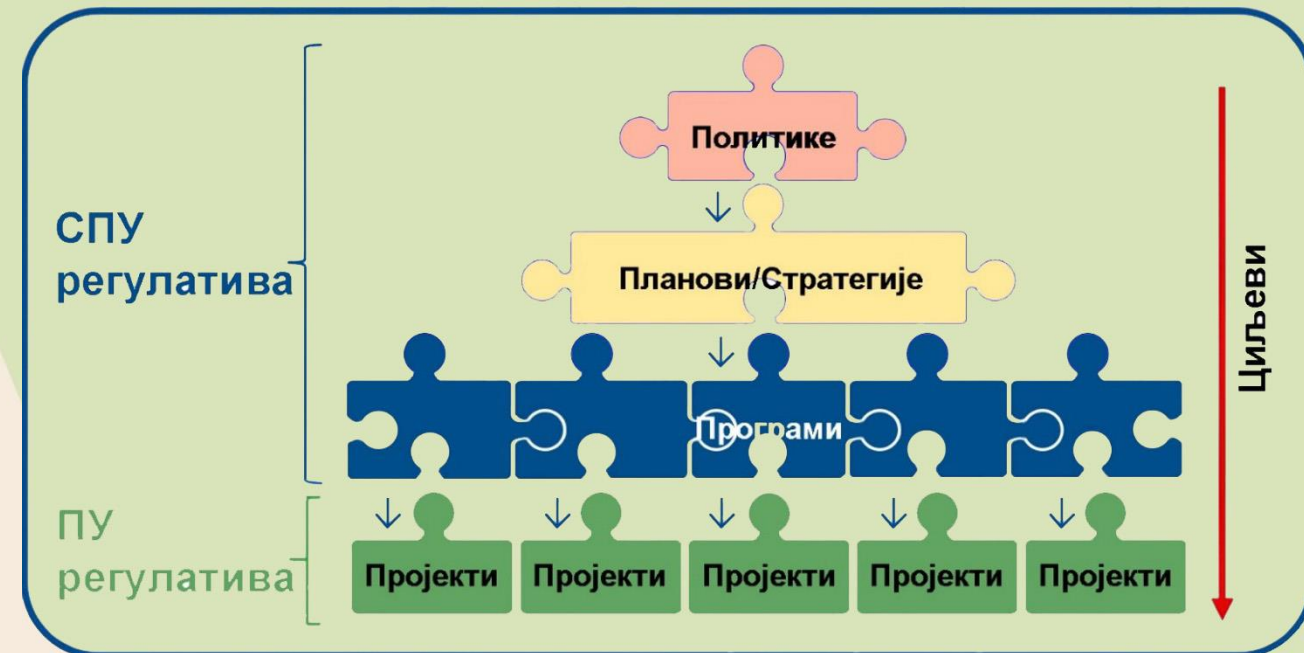 Политике
СПУ
регулатива
Планови/Стратегије
Циљеви
Програми
ПУ
регулатива
Пројекти Пројекти Пројекти Пројекти Пројекти